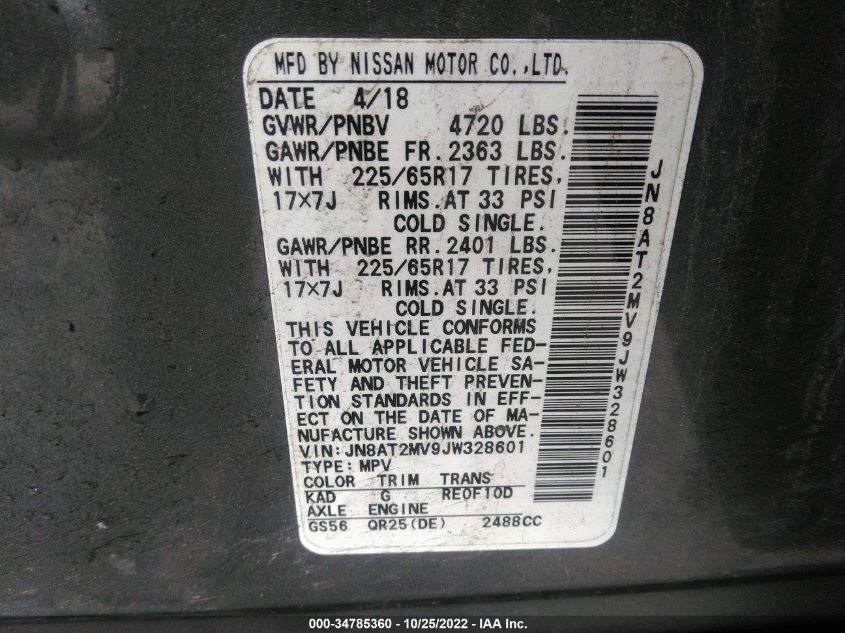 MFD BY NISSAN MOTOR CO.,LTD.
DATE 4/18
GVWR/PNBV 4720 LBS.
GAWR/PNBE FR.2363 LBS.
WITH 225/65R17 TIRES,
17×7J RIMS.AT 33 PSI
COLD SINGLE.
GAWR/PNBE RR.2401 LBS.
WITH 225/65R17 TIRES,
17×7J RIMS.AT 33 PSI
COLD SINGLE.
THIS VEHICLE CONFORMS
TO ALL APPLICABLE FED-
ERAL MOTOR VEHICLE SA-
FETY AND THEFT PREVEN-
TION STANDARDS IN EFF-
ECT ON THE DATE OF MA-
NUFACTURE SHOWN ABOVE.
VIN:JN8AT2MV9JW328601
TYPE:MPV
COLOR TRIM TRANS
KAD G RE0F10D
AXLE ENGINE
GS56 QR25(DE) 2488CC
JN8AT2MV9JW328601
000-34785360 - 10/25/2022 - IAA Inc.